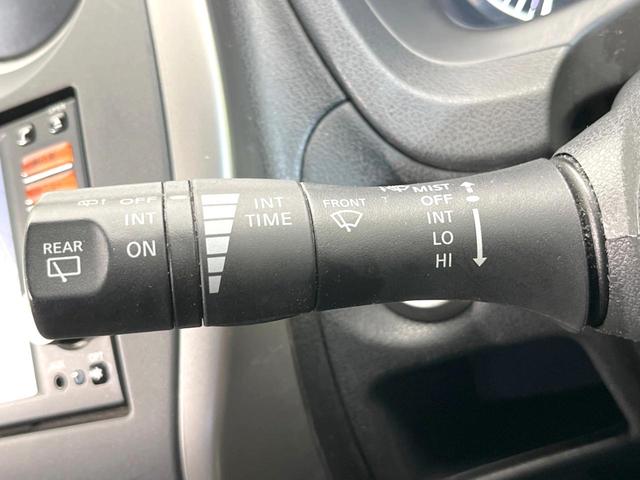 REAR
OFF
INT
ON
INT
TIME
FRONT
MIST
OFF
INT
LO
HI